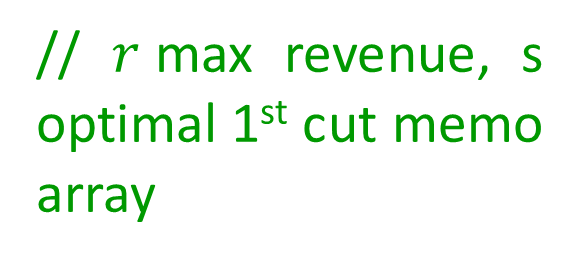 // r max revenue, s
optimal 1st cut memo
array